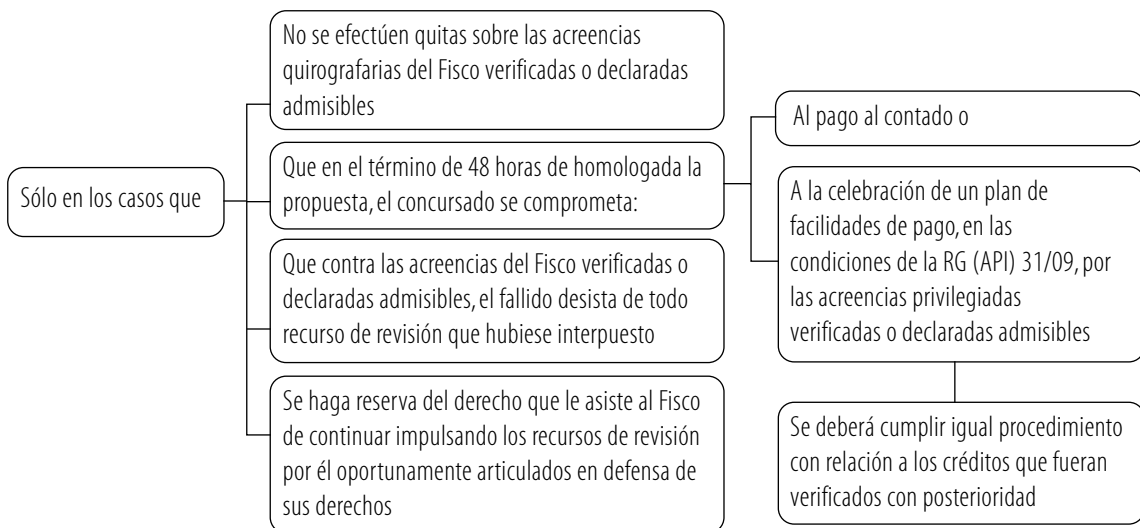 Sólo en los casos que
No se efectúen quitas sobre las acreencias
quirografarias del Fisco verificadas o declaradas
admisibles
Que en el término de 48 horas de homologada la
propuesta, el concursado se comprometa:
Al pago al contado o
A la celebración de un plan de
facilidades de pago, en las
condiciones de la RG (API) 31/09, por
las acreencias privilegiadas
verificadas o declaradas admisibles
Se deberá cumplir igual procedimiento
con relación a los créditos que fueran
verificados con posterioridad
Que contra las acreencias del Fisco verificadas o
declaradas admisibles, el fallido desista de todo
recurso de revisión que hubiese interpuesto
Se haga reserva del derecho que le asiste al Fisco
de continuar impulsando los recursos de revisión
por él oportunamente articulados en defensa de
sus derechos